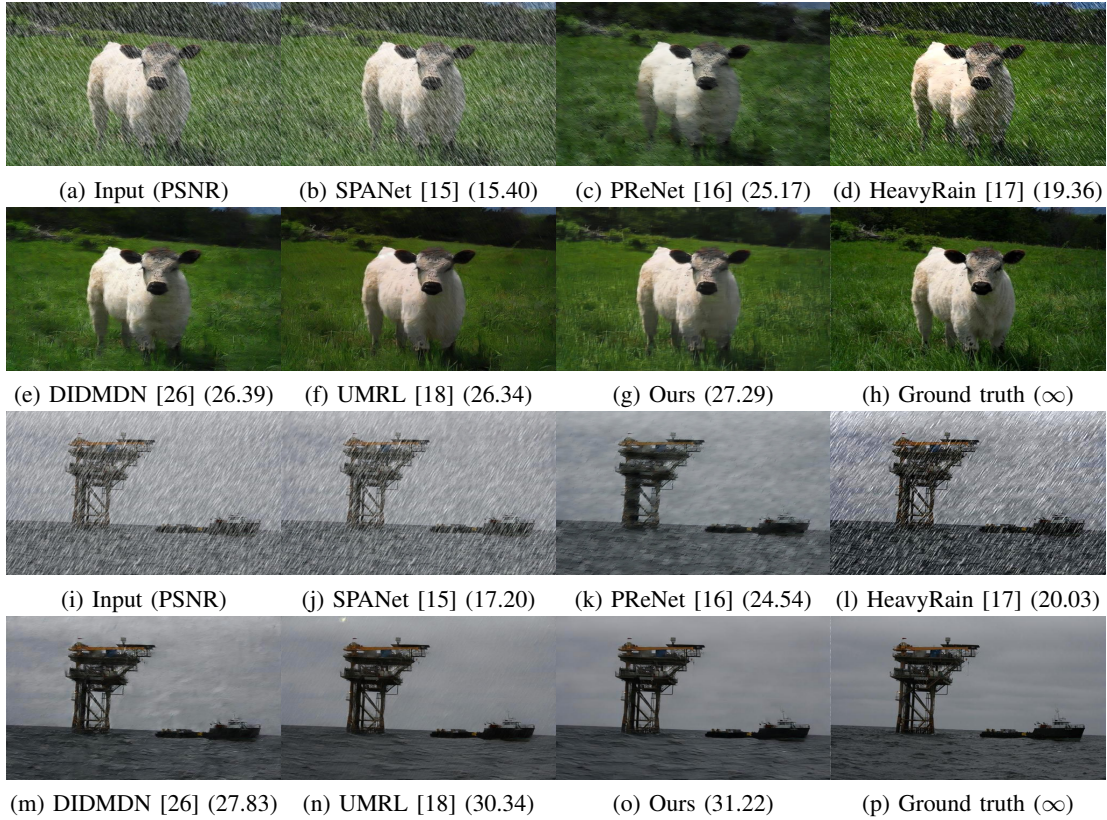 (a) Input (PSNR) (b) SPANet [15] (15.40) (c) PReNet [16] (25.17) (d) HeavyRain [17] (19.36)
(e) DIDMDN [26] (26.39) (f) UMRL [18] (26.34) (g) Ours (27.29) (h) Ground truth (∞)
(i) Input (PSNR) (j) SPANet [15] (17.20) (k) PReNet [16] (24.54) (l) HeavyRain [17] (20.03)
(m) DIDMDN [26] (27.83) (n) UMRL [18] (30.34) (o) Ours (31.22) (p) Ground truth (∞)